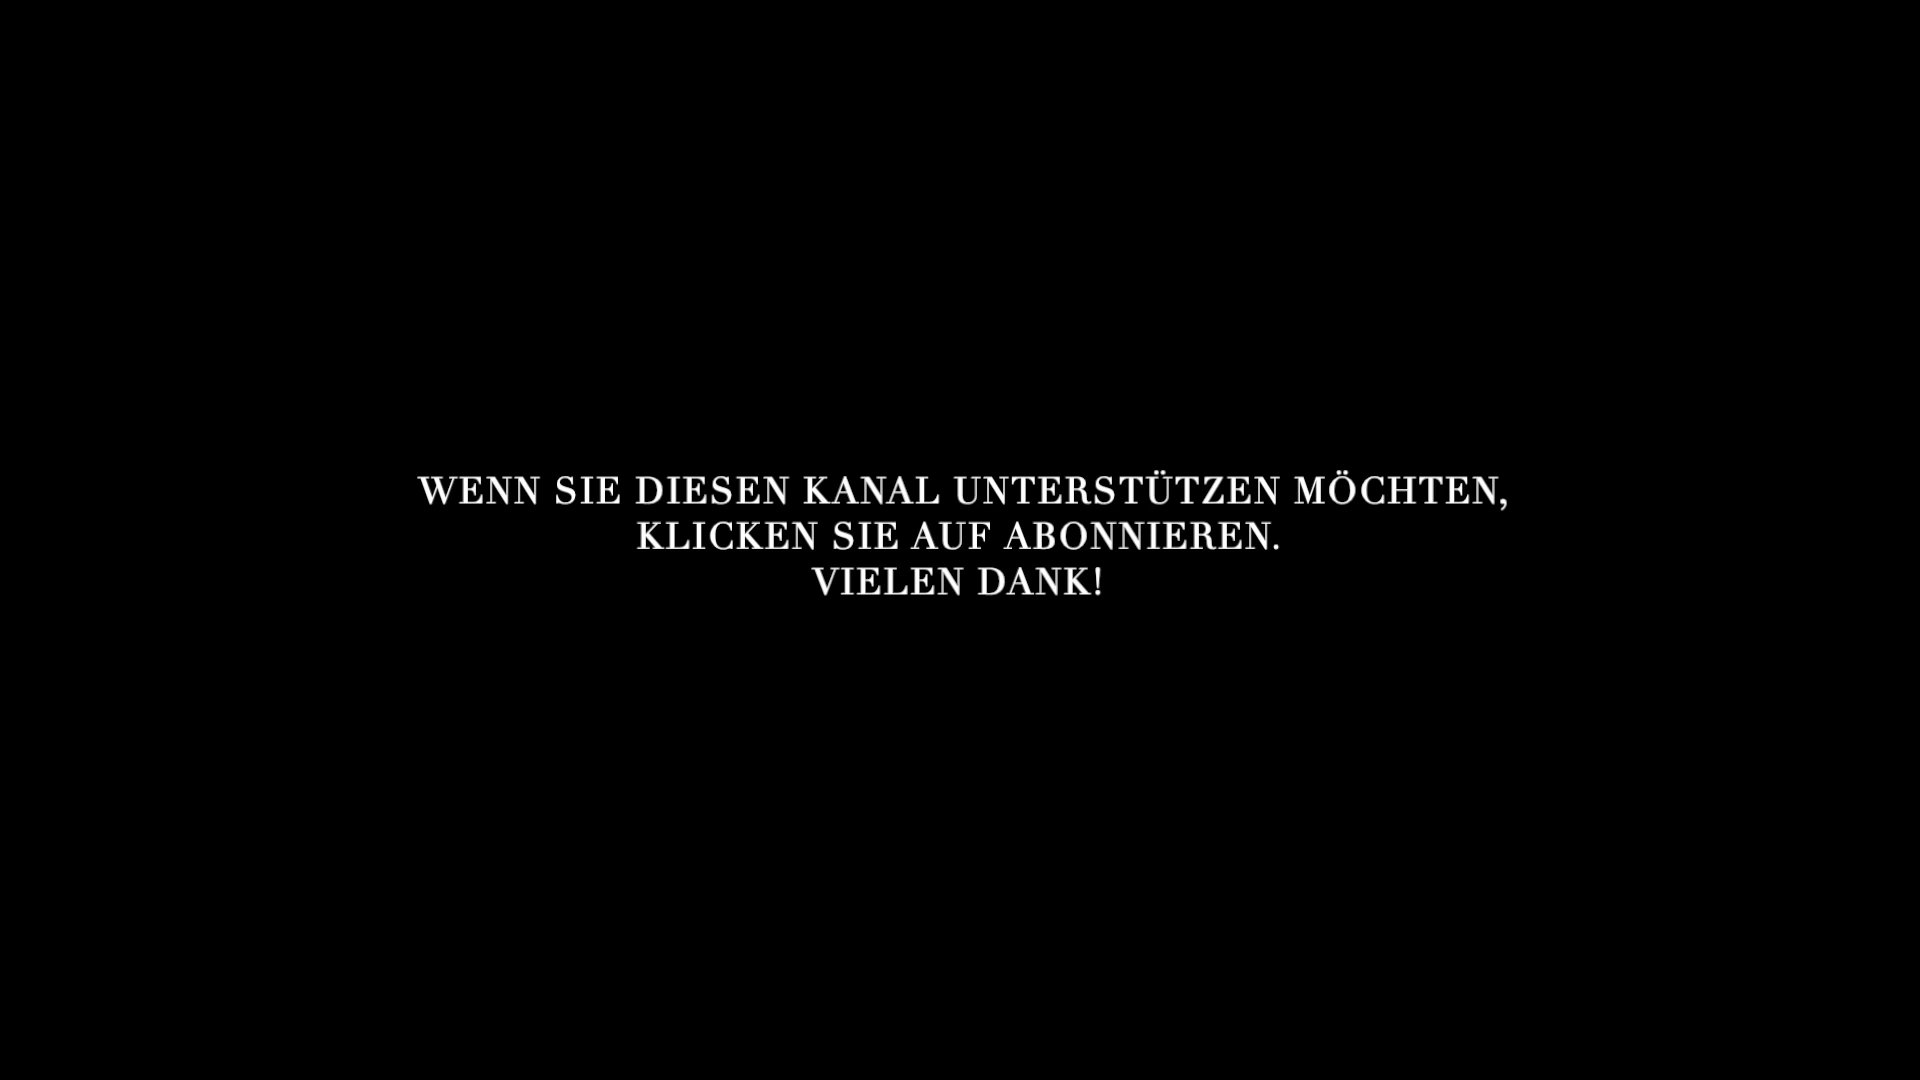 WENN SIE DIESEN KANAL UNTERSTÜTZEN MÖCHTEN,
KLICKEN SIE AUF ABONNIEREN.
VIELEN DANK!